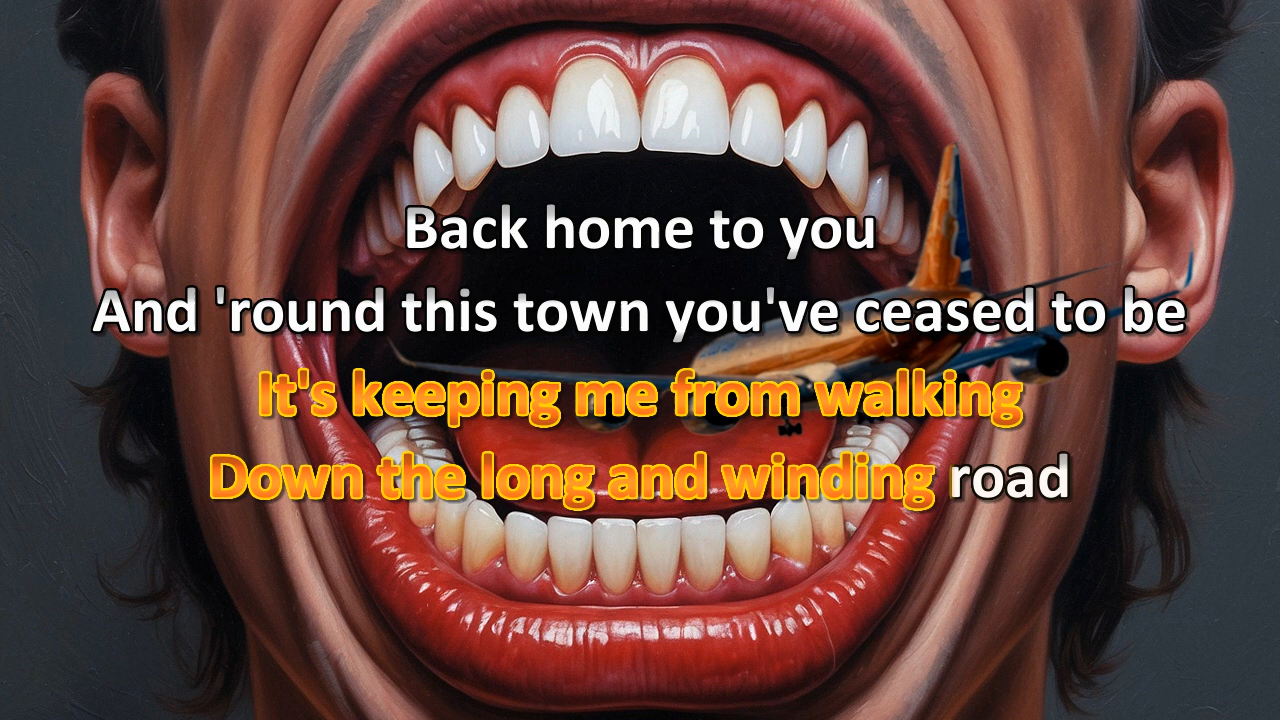 Back home to you
And 'round this town you've ceased to be
It's keeping me from walking
Down the long and winding road